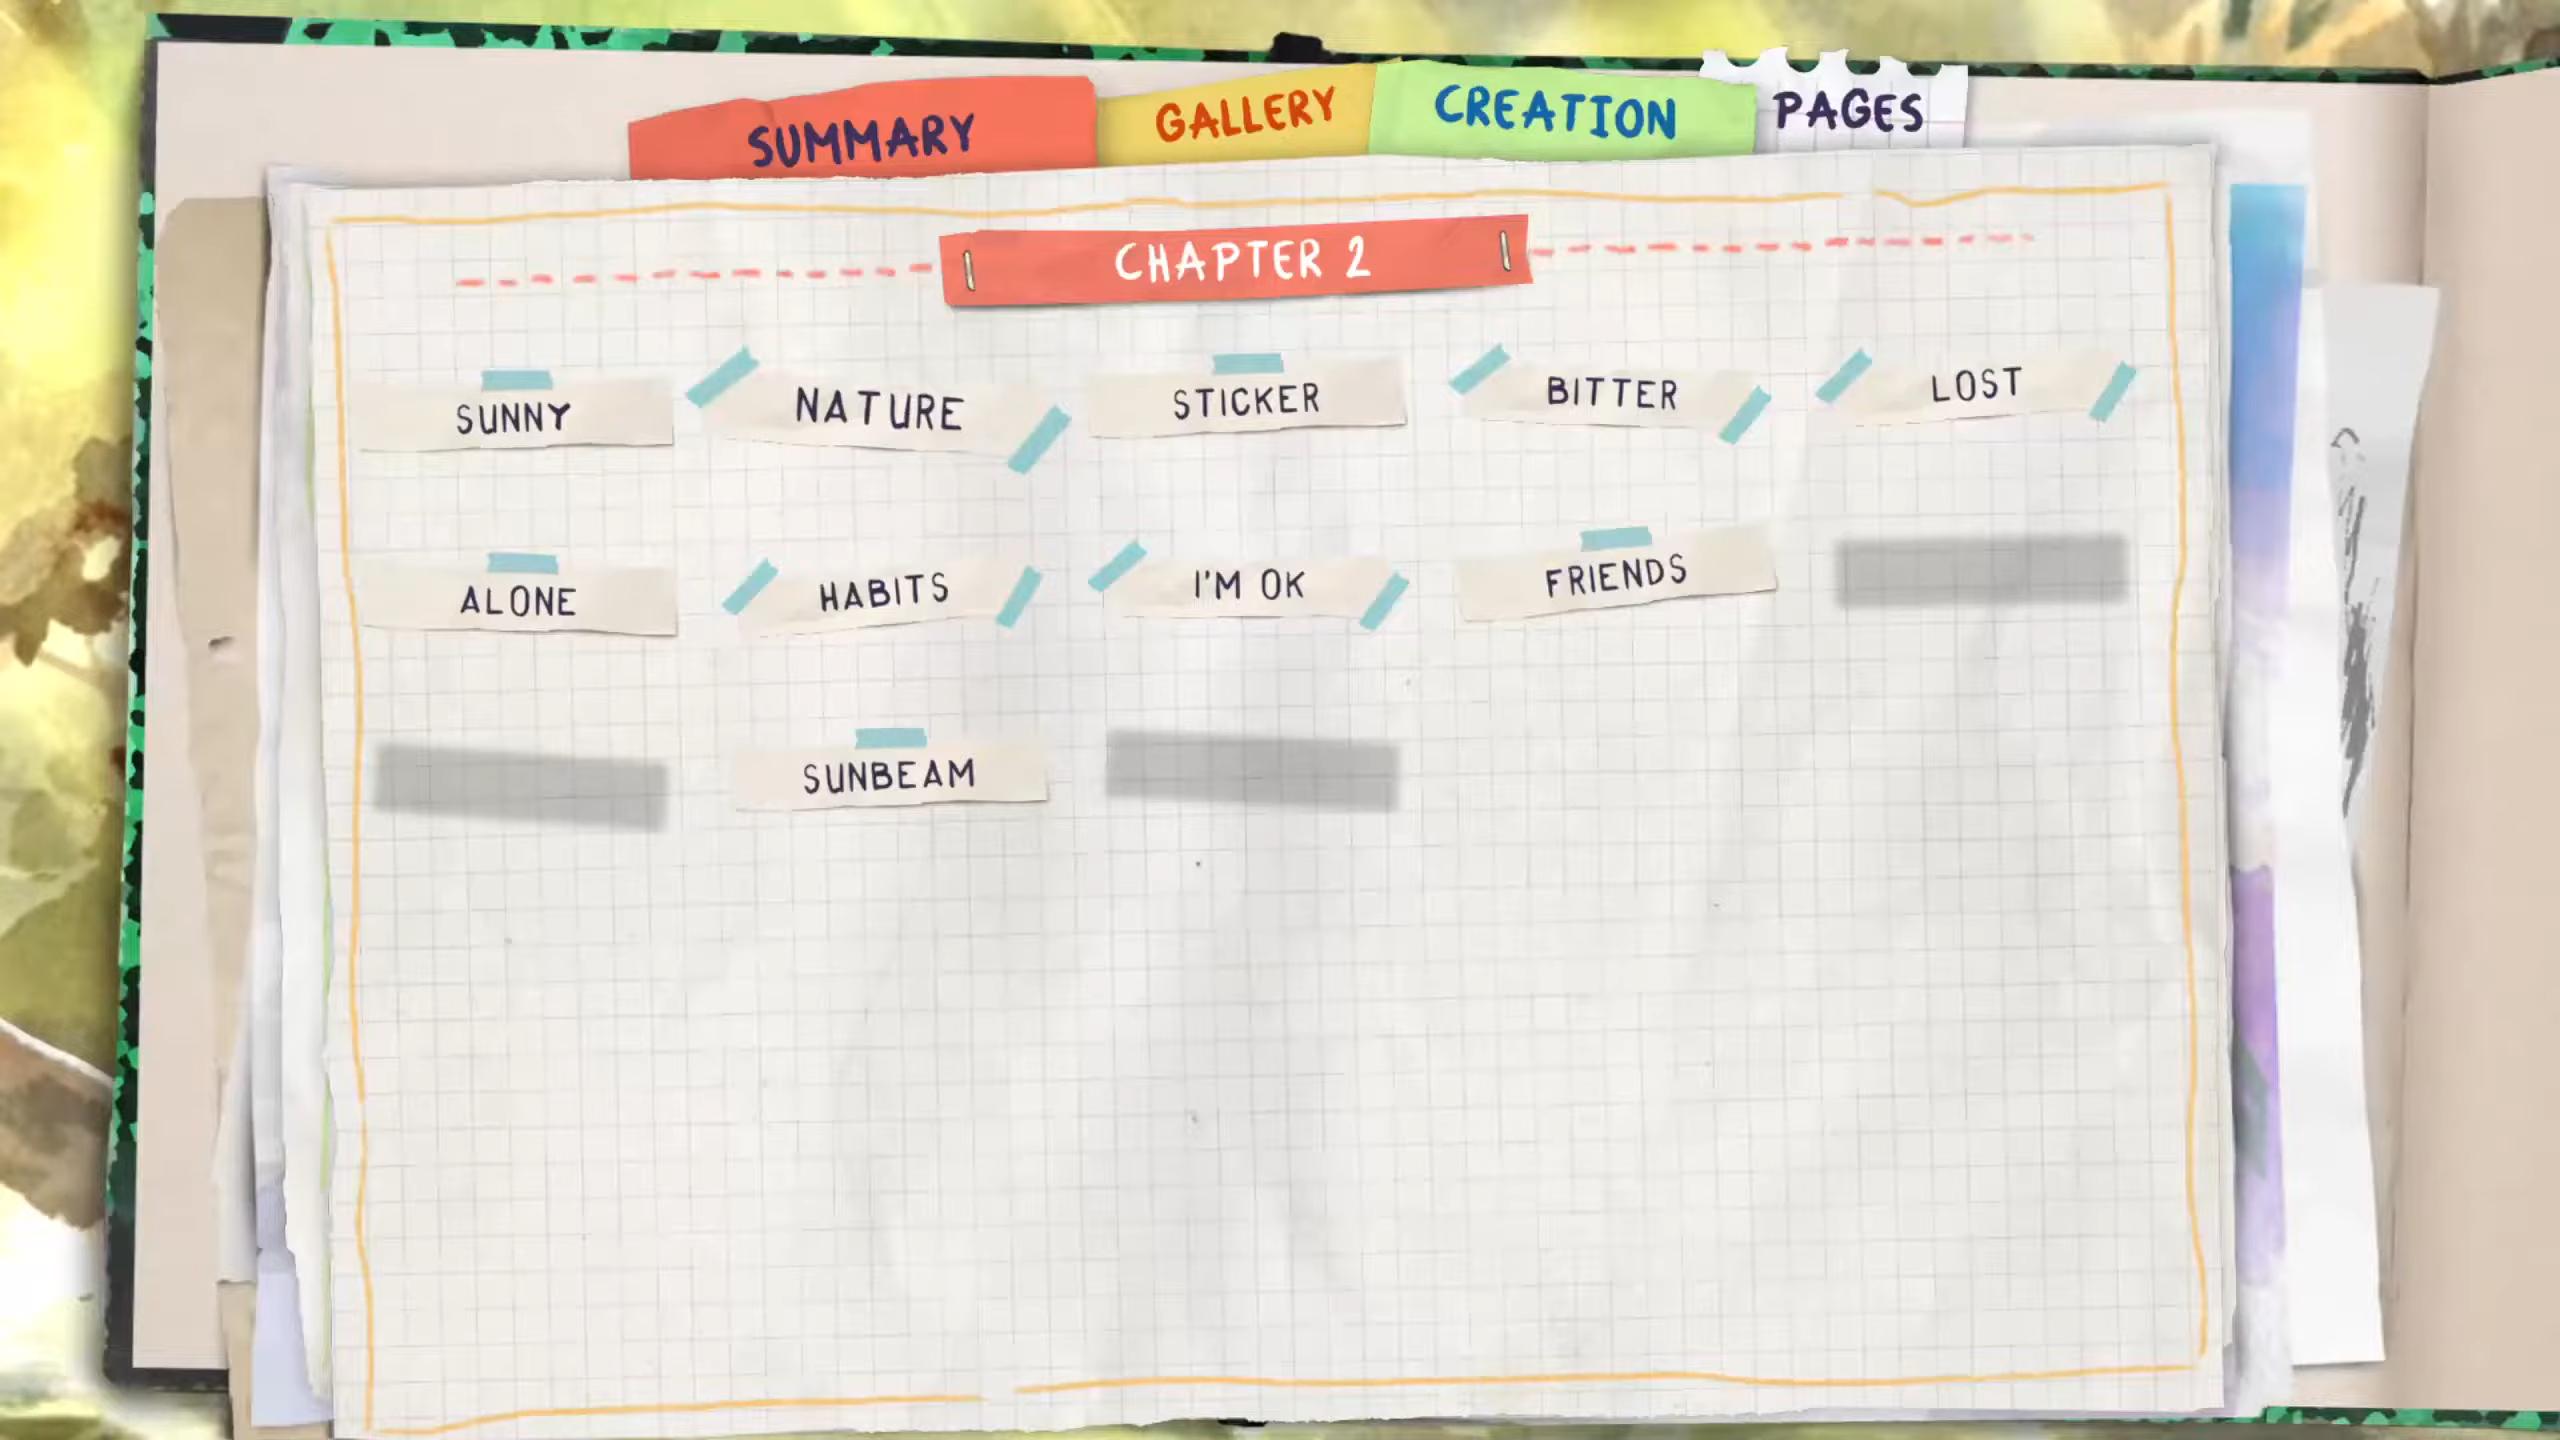 SUMMARY
GALLERY
CREATION
PAGES
CHAPTER 2
SUNNY
NATURE
STICKER
BITTER
LOST
ALONE
HABITS
I'M OK
FRIENDS
SUNBEAM